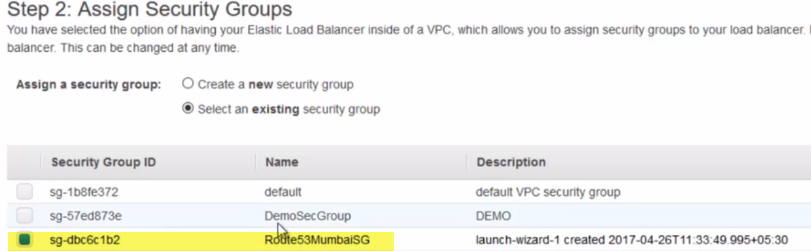 Step 2: Assign Security Groups
You have selected the option of having your Elastic Load Balancer inside of a VPC, which allows you to assign security groups to your load balancer.
balancer. This can be changed at any time.
Assign a security group: Create a new security group
Select an existing security group
Security Group ID Name Description
sg-1b8fe372 default default VPC security group
sg-57ed873e DemoSecGroup DEMO
sg-dbc6c1b2 Route53MumbaiSG launch-wizard-1 created 2017-04-26T11:33:49.995+05:30